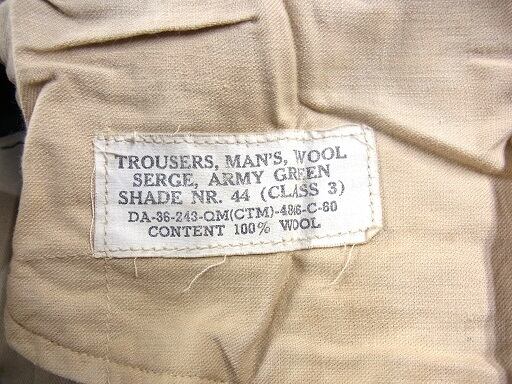 TROUSERS, MAN'S, WOOL
SERGE, ARMY GREEN
SHADE NR. 44 (CLASS 3)
DA-36-243-QM(CTM)-4816-C-60
CONTENT 100% WOOL